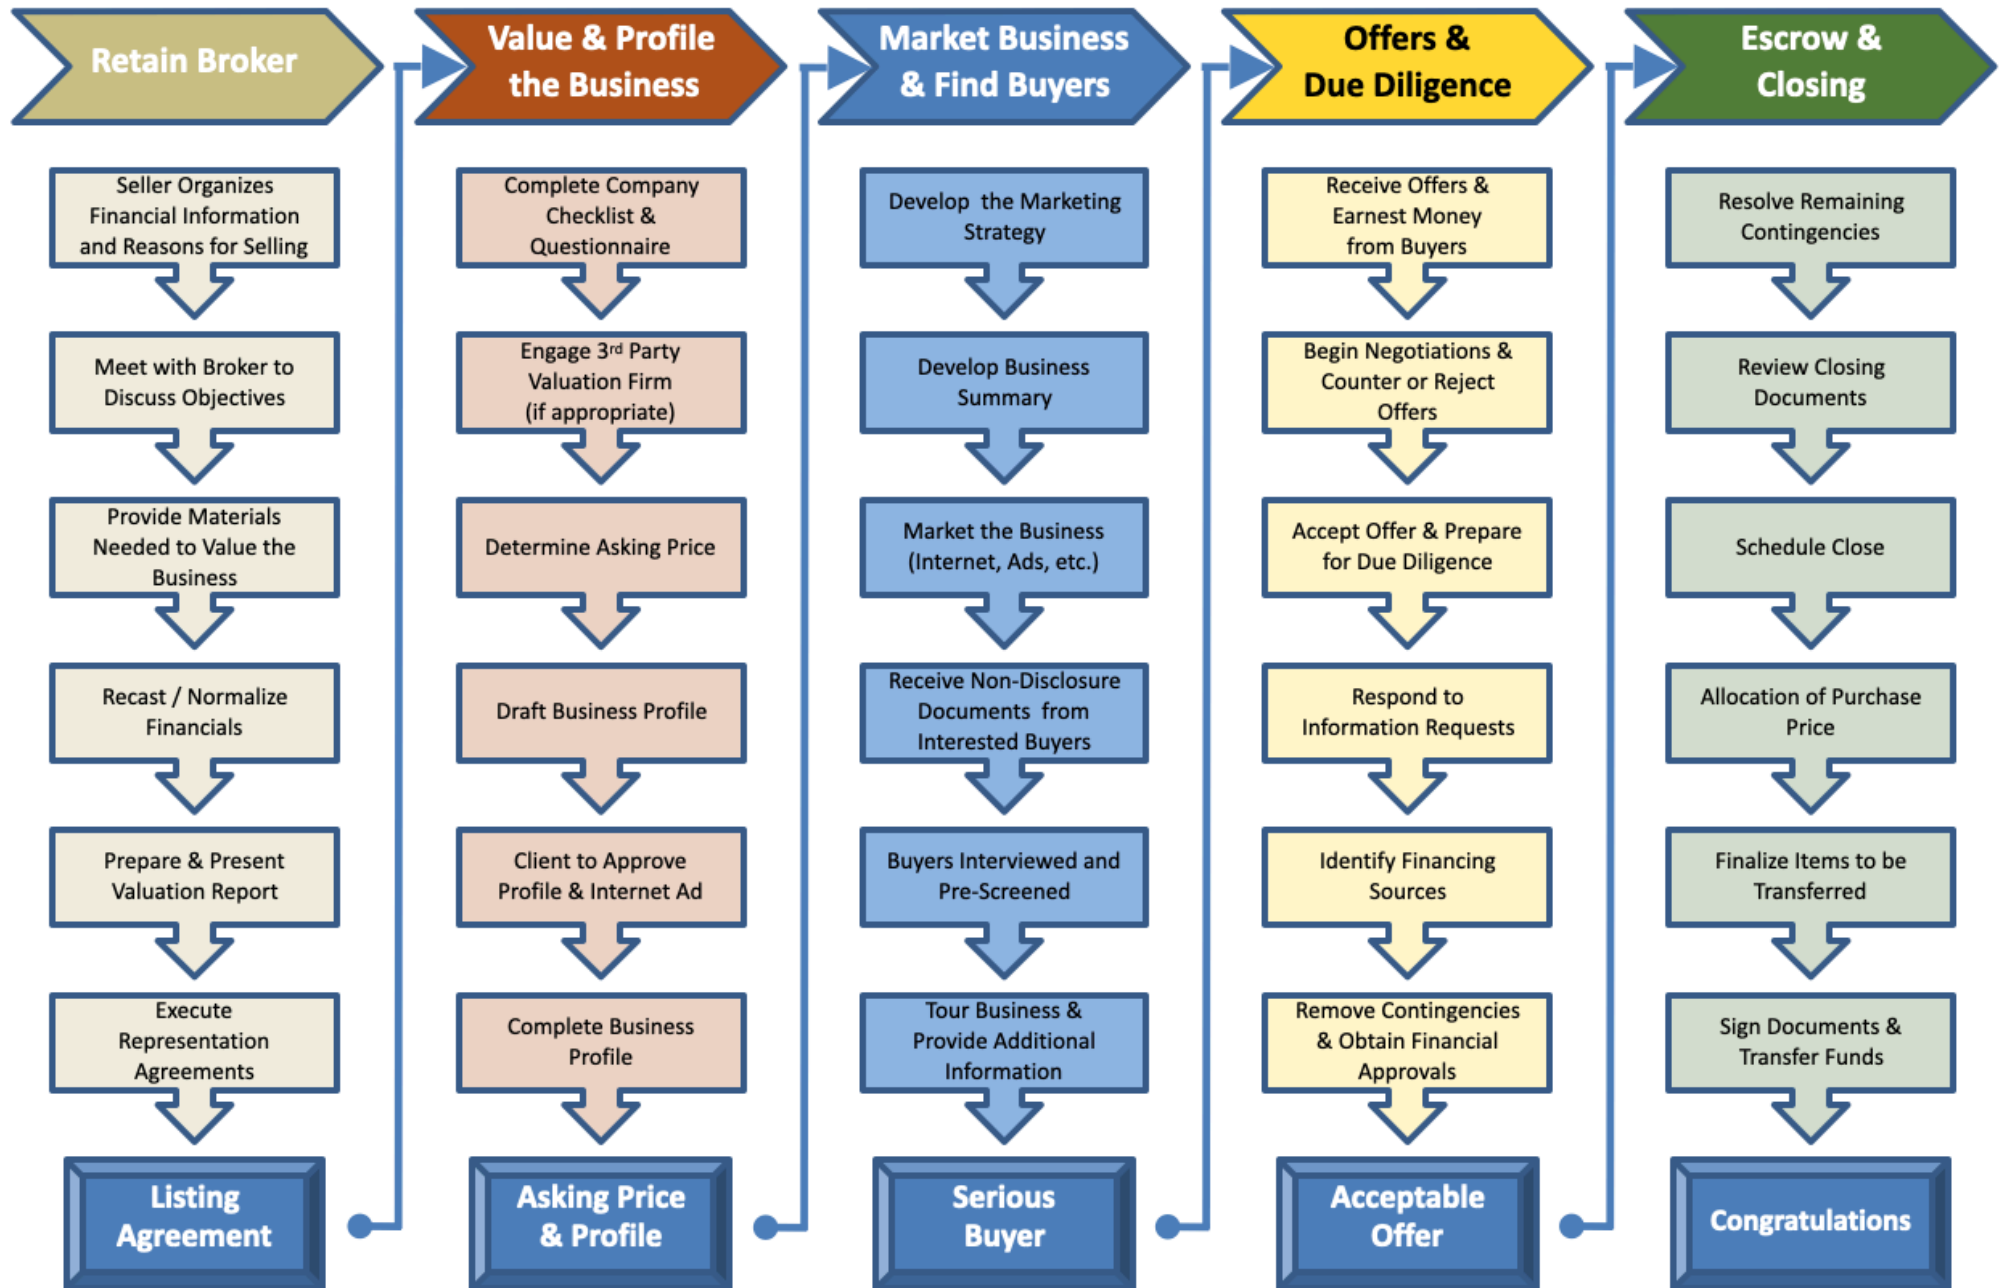 Retain Broker
Seller Organizes
Financial Information
and Reasons for Selling
Meet with Broker to
Discuss Objectives
Provide Materials
Needed to Value the
Business
Recast / Normalize
Financials
Prepare & Present
Valuation Report
Execute
Representation
Agreements
Listing
Agreement
Value & Profile
the Business
Complete Company
Checklist &
Questionnaire
Engage 3rd Party
Valuation Firm
(if appropriate)
Determine Asking Price
Draft Business Profile
Client to Approve
Profile & Internet Ad
Complete Business
Profile
Asking Price
& Profile
Market Business
& Find Buyers
Develop the Marketing
Strategy
Develop Business
Summary
Market the Business
(Internet, Ads, etc.)
Receive Non-Disclosure
Documents from
Interested Buyers
Buyers Interviewed and
Pre-Screened
Tour Business &
Provide Additional
Information
Serious
Buyer
Offers &
Due Diligence
Receive Offers &
Earnest Money
from Buyers
Begin Negotiations &
Counter or Reject
Offers
Accept Offer & Prepare
for Due Diligence
Respond to
Information Requests
Identify Financing
Sources
Remove Contingencies
& Obtain Financial
Approvals
Acceptable
Offer
Escrow &
Closing
Resolve Remaining
Contingencies
Review Closing
Documents
Schedule Close
Allocation of Purchase
Price
Finalize Items to be
Transferred
Sign Documents &
Transfer Funds
Congratulations